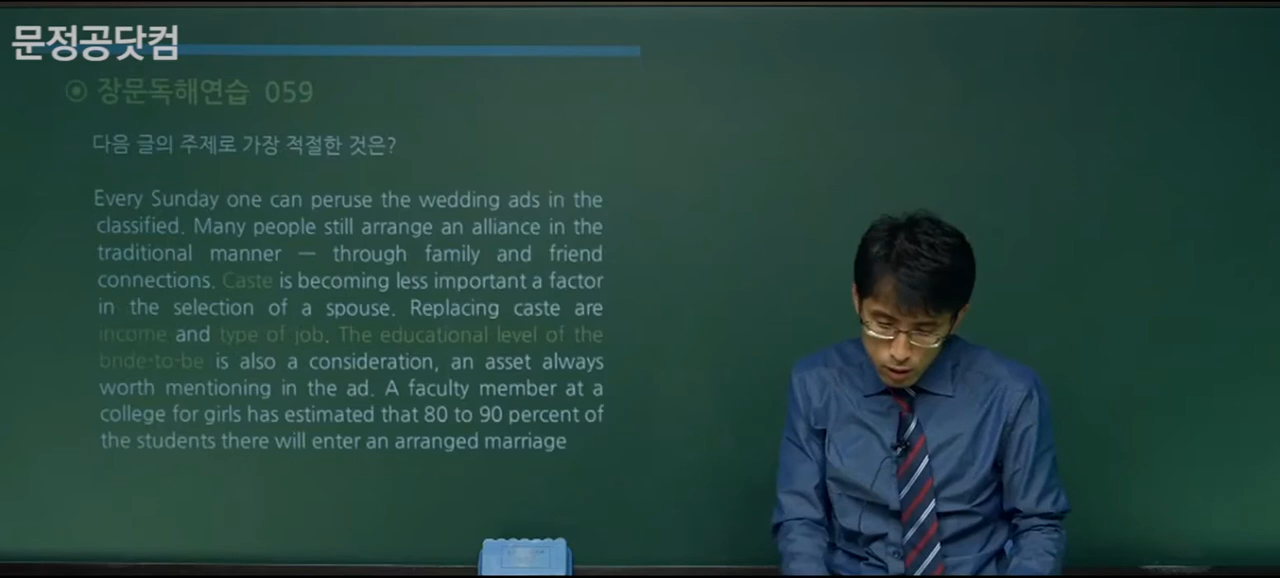 문정공닷컴
장문독해연습 059
다음 글의 주제로 가장 적절한 것은?
Every Sunday one can peruse the wedding ads in the
classified. Many people still arrange an alliance in the
traditional manner — through family and friend
connections. Caste is becoming less important a factor
in the selection of a spouse. Replacing caste are
income and type of job. The educational level of the
bride-to-be is also a consideration, an asset always
worth mentioning in the ad. A faculty member at a
college for girls has estimated that 80 to 90 percent of
the students there will enter an arranged marriage